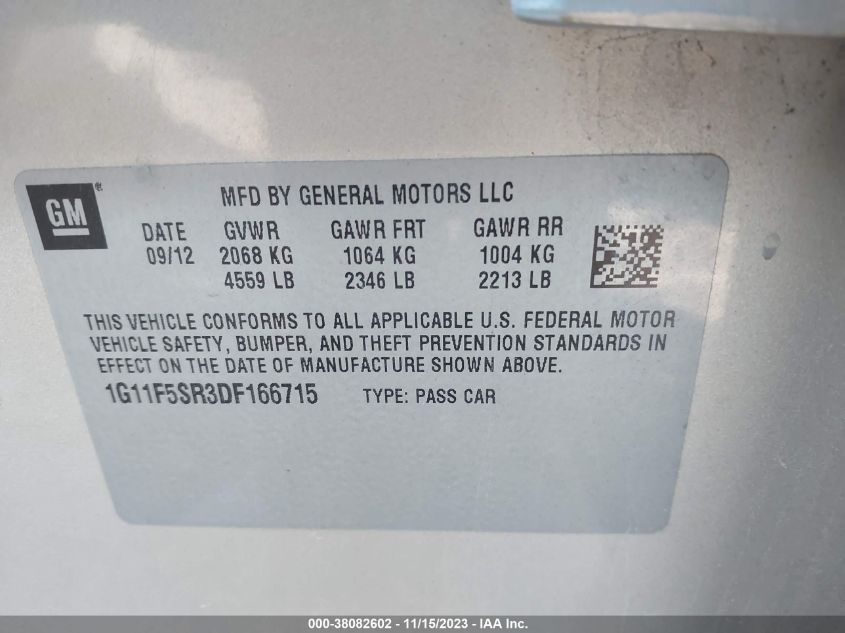 GM®
MFD BY GENERAL MOTORS LLC
DATE GVWR GAWR FRT GAWR RR
09/12 2068 KG 1064 KG 1004 KG
4559 LB 2346 LB 2213 LB
THIS VEHICLE CONFORMS TO ALL APPLICABLE U.S. FEDERAL MOTOR
VEHICLE SAFETY, BUMPER, AND THEFT PREVENTION STANDARDS IN
EFFECT ON THE DATE OF MANUFACTURE SHOWN ABOVE.
1G11F5SR3DF166715 TYPE: PASS CAR
000-38082602 - 11/15/2023 - IAA Inc.